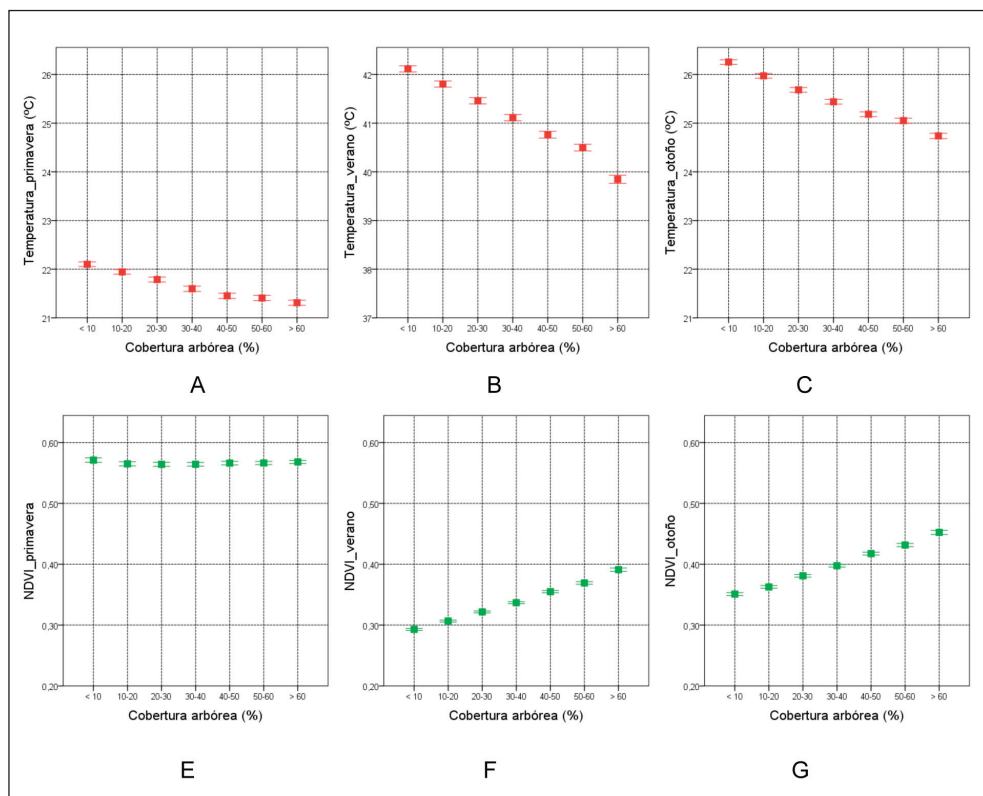 Temperatura_primavera (ºC)
26
25
24
23
22
21
< 10 10-20 20-30 30-40 40-50 50-60 > 60
Cobertura arbórea (%)
A
Temperatura_verano (ºC)
42
41
40
39
38
37
< 10 10-20 20-30 30-40 40-50 50-60 > 60
Cobertura arbórea (%)
B
Temperatura_otoño (ºC)
26
25
24
23
22
21
< 10 10-20 20-30 30-40 40-50 50-60 > 60
Cobertura arbórea (%)
C
NDVI_primavera
0,60
0,50
0,40
0,30
0,20
< 10 10-20 20-30 30-40 40-50 50-60 > 60
Cobertura arbórea (%)
E
NDVI_verano
0,60
0,50
0,40
0,30
0,20
< 10 10-20 20-30 30-40 40-50 50-60 > 60
Cobertura arbórea (%)
F
NDVI_otoño
0,60
0,50
0,40
0,30
0,20
< 10 10-20 20-30 30-40 40-50 50-60 > 60
Cobertura arbórea (%)
G